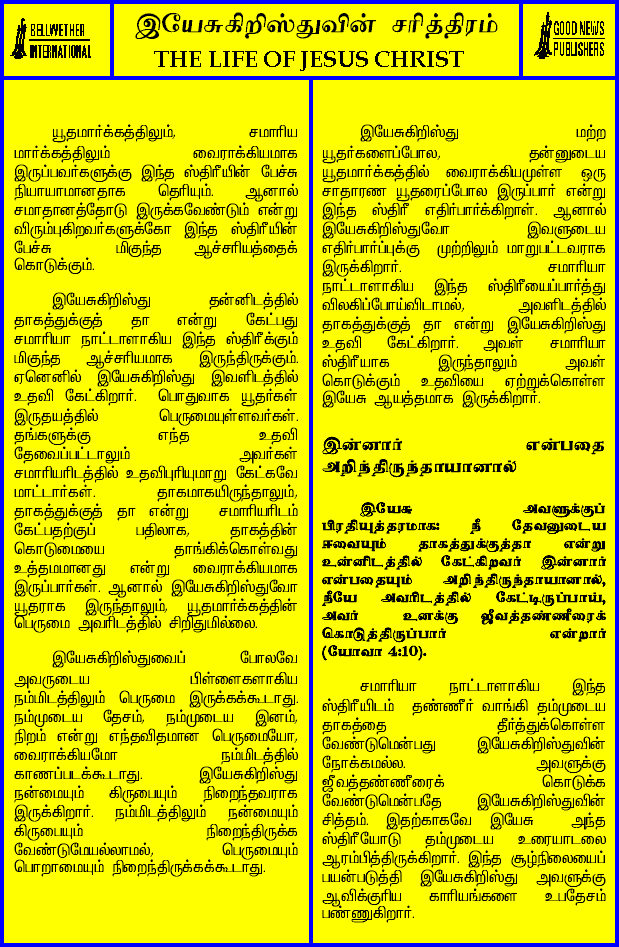 BELLWETHER
INTERNATIONAL
இயேசுகிறிஸ்துவின் சரித்திரம்
THE LIFE OF JESUS CHRIST
GOOD NEWS
PUBLISHERS
யூதமார்க்கத்திலும், சமாரிய
மார்க்கத்திலும் வைராக்கியமாக
இருப்பவர்களுக்கு இந்த ஸ்திரீயின் பேச்சு
நியாயாமானதாக தெரியும். ஆனால்
சமாதானத்தோடு இருக்கவேண்டும் என்று
விரும்புகிறவர்களுக்கோ இந்த ஸ்திரீயின்
பேச்சு மிகுந்த ஆச்சரியத்தைக்
கொடுக்கும்.
இயேசுகிறிஸ்து தன்னிடத்தில்
தாகத்துக்குத் தா என்று கேட்பது
சமாரியா நாட்டாளாகிய இந்த ஸ்திரீக்கும்
மிகுந்த ஆச்சரியமாக இருந்திருக்கும்.
ஏனெனில் இயேசுகிறிஸ்து இவளிடத்தில்
உதவி கேட்கிறார். பொதுவாக யூதர்கள்
இருதயத்தில் பெருமையுள்ளவர்கள்.
தங்களுக்கு எந்த உதவி
தேவைப்பட்டாலும் அவர்கள்
சமாரியரிடத்தில் உதவிபுரியுமாறு கேட்கவே
மாட்டார்கள். தாகமாகயிருந்தாலும்,
தாகத்துக்குத் தா என்று சமாரியரிடம்
கேட்பதற்குப் பதிலாக, தாகத்தின்
கொடுமையை தாங்கிக்கொள்வது
உத்தமமானது என்று வைராக்கியமாக
இருப்பார்கள். ஆனால் இயேசுகிறிஸ்துவோ
யூதராக இருந்தாலும், யூதமார்க்கத்தின்
பெருமை அவரிடத்தில் சிறிதுமில்லை.
இயேசுகிறிஸ்துவைப் போலவே
அவருடைய பிள்ளைகளாகிய
நம்மிடத்திலும் பெருமை இருக்கக்கூடாது.
நம்முடைய தேசம், நம்முடைய இனம்,
நிறம் என்று எந்தவிதமான பெருமையோ,
வைராக்கியமோ நம்மிடத்தில்
காணப்படக்கூடாது. இயேசுகிறிஸ்து
நன்மையும் கிருபையும் நிறைந்தவராக
இருக்கிறார். நம்மிடத்திலும் நன்மையும்
கிருபையும் நிறைந்திருக்க
வேண்டுமேயல்லாமல், பெருமையும்
பொறாமையும் நிறைந்திருக்கக்கூடாது.
இயேசுகிறிஸ்து மற்ற
யூதர்களைப்போல, தன்னுடைய
யூதமார்க்கத்தில் வைராக்கியமுள்ள ஒரு
சாதாரண யூதரைப்போல இருப்பார் என்று
இந்த ஸ்திரீ எதிர்பார்க்கிறாள். ஆனால்
இயேசுகிறிஸ்துவோ இவளுடைய
எதிர்பார்ப்புக்கு முற்றிலும் மாறுபட்டவராக
இருக்கிறார். சமாரியா
நாட்டாளாகிய இந்த ஸ்திரீயைப்பார்த்து
விலகிப்போய்விடாமல், அவளிடத்தில்
தாகத்துக்குத் தா என்று இயேசுகிறிஸ்து
உதவி கேட்கிறார். அவள் சமாரியா
ஸ்திரீயாக இருந்தாலும் அவள்
கொடுக்கும் உதவியை ஏற்றுக்கொள்ள
இயேசு ஆயத்தமாக இருக்கிறார்.
இன்னார் என்பதை
அறிந்திருந்தாயானால்
இயேசு அவளுக்குப்
பிரதியுத்தரமாக: நீ தேவனுடைய
ஈவையும் தாகத்துக்குத்தா என்று
உன்னிடத்தில் கேட்கிறவர் இன்னார்
என்பதையும் அறிந்திருந்தாயானால்,
நீயே அவரிடத்தில் கேட்டிருப்பாய்,
அவர் உனக்கு ஜீவத்தண்ணீரைக்
கொடுத்திருப்பார் என்றார்
(யோவா 4:10).
சமாரியா நாட்டாளாகிய இந்த
ஸ்திரீயிடம் தண்ணீர் வாங்கி தம்முடைய
தாகத்தை தீர்த்துக்கொள்ள
வேண்டுமென்பது இயேசுகிறிஸ்துவின்
நோக்கமல்ல. அவளுக்கு
ஜீவத்தண்ணீரைக் கொடுக்க
வேண்டுமென்பதே இயேசுகிறிஸ்துவின்
சித்தம். இதற்காகவே இயேசு அந்த
ஸ்திரீயோடு தம்முடைய உரையாடலை
ஆரம்பித்திருக்கிறார். இந்த சூழ்நிலையைப்
பயன்படுத்தி இயேசுகிறிஸ்து அவளுக்கு
ஆவிக்குரிய காரியங்களை உபதேசம்
பண்ணுகிறார்.